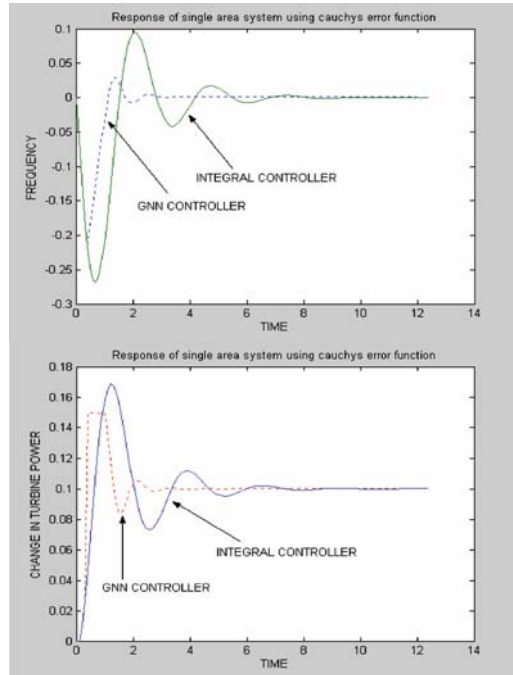 Response of single area system using cauchys error function
0.1
0.05
0
-0.05
-0.1
-0.15
-0.2
-0.25
-0.3
FREQUENCY
INTEGRAL CONTROLLER
GNN CONTROLLER
0 2 4 6 8 10 12 14
TIME
Response of single area system using cauchys error function
0.18
0.16
0.14
0.12
0.1
0.08
0.06
0.04
0.02
0
CHANGE IN TURBINE POWER
INTEGRAL CONTROLLER
GNN CONTROLLER
0 2 4 6 8 10 12 14
TIME